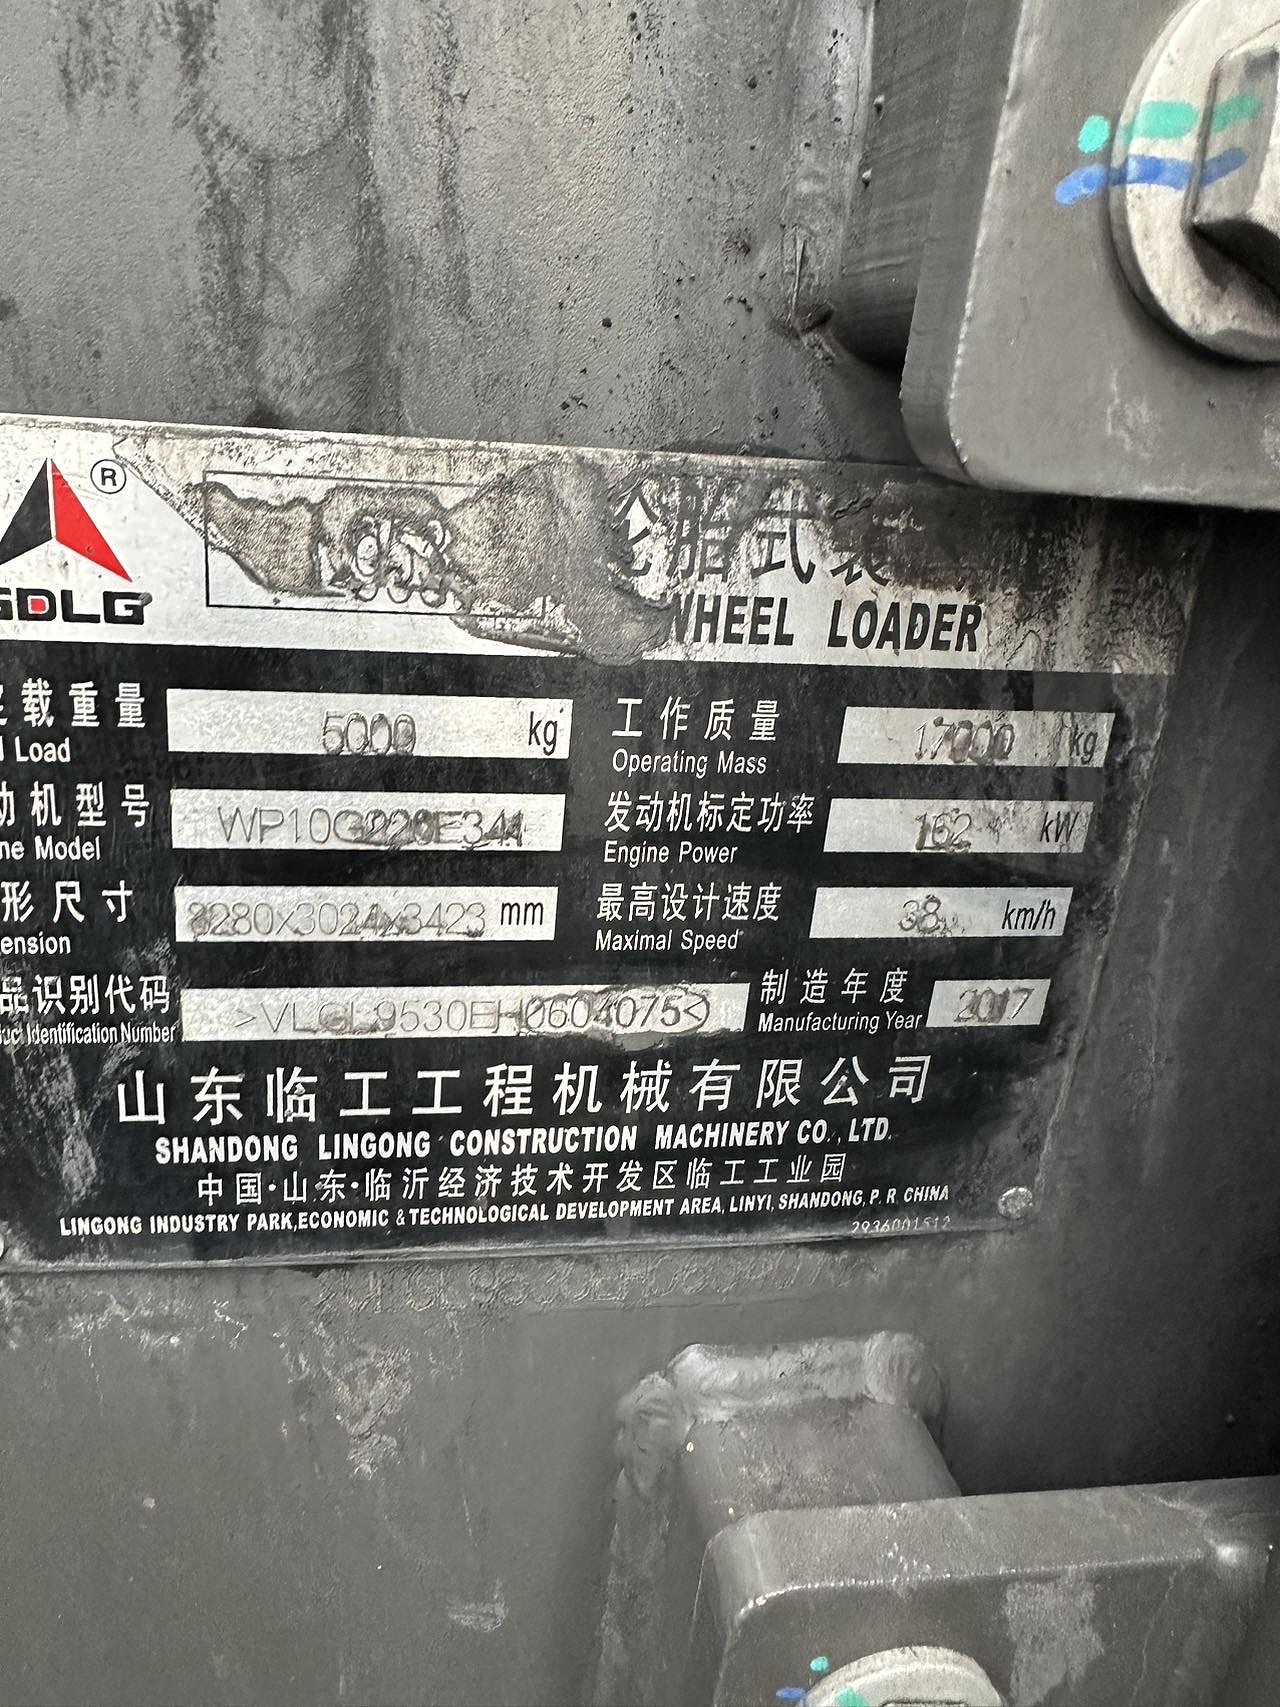 ®
SDLG
轮胎式装
WHEEL LOADER
载重量 5000 kg 工作质量 17000 kg
Load Operating Mass
动机型号 WP10G220E341 发动机标定功率 162 kW
Model Engine Power
形尺寸 8280x3024x3423 mm 最高设计速度 38 km/h
Maximal Speed
品识别代码 >VLGL9530EH0604075< 制造年度 2017
Identification Number Manufacturing Year
山东临工工程机械有限公司
SHANDONG LINGONG CONSTRUCTION MACHINERY CO., LTD.
中国·山东·临沂经济技术开发区临工工业园
LINGONG INDUSTRY PARK,ECONOMIC & TECHNOLOGICAL DEVELOPMENT AREA, LINYI, SHANDONG, P. R. CHINA
2936001512